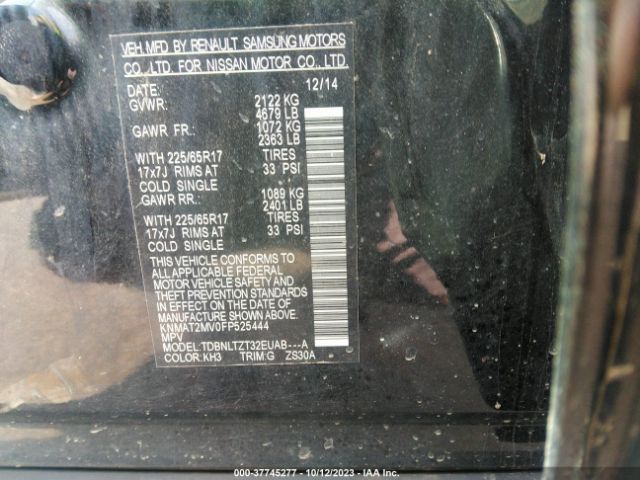 VEH. MFD BY RENAULT SAMSUNG MOTORS
CO., LTD. FOR NISSAN MOTOR CO., LTD.
DATE: 12/14
GVWR: 2122 KG
4679 LB
GAWR FR: 1072 KG
2363 LB
WITH 225/65R17 TIRES
17x7J RIMS AT 33 PSI
COLD SINGLE
GAWR RR: 1089 KG
2401 LB
WITH 225/65R17 TIRES
17x7J RIMS AT 33 PSI
COLD SINGLE
THIS VEHICLE CONFORMS TO
ALL APPLICABLE FEDERAL
MOTOR VEHICLE SAFETY AND
THEFT PREVENTION STANDARDS
IN EFFECT ON THE DATE OF
MANUFACTURE SHOWN ABOVE.
KNMAT2MV0FP525444
MPV
MODEL: TDBNLTZT32EUAB---A
COLOR: KH3 TRIM: G ZS30A
000-37745277 - 10/12/2023 - © IAA Inc.